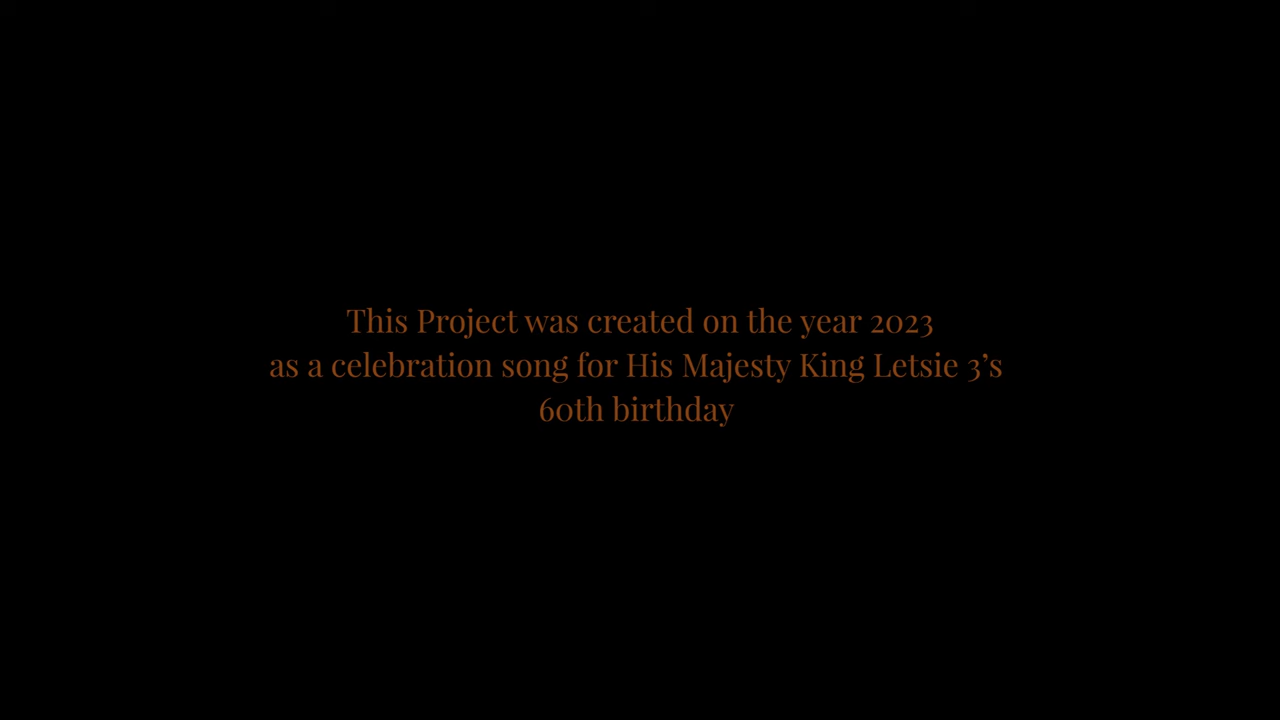 This Project was created on the year 2023
as a celebration song for His Majesty King Letsie 3’s
60th birthday